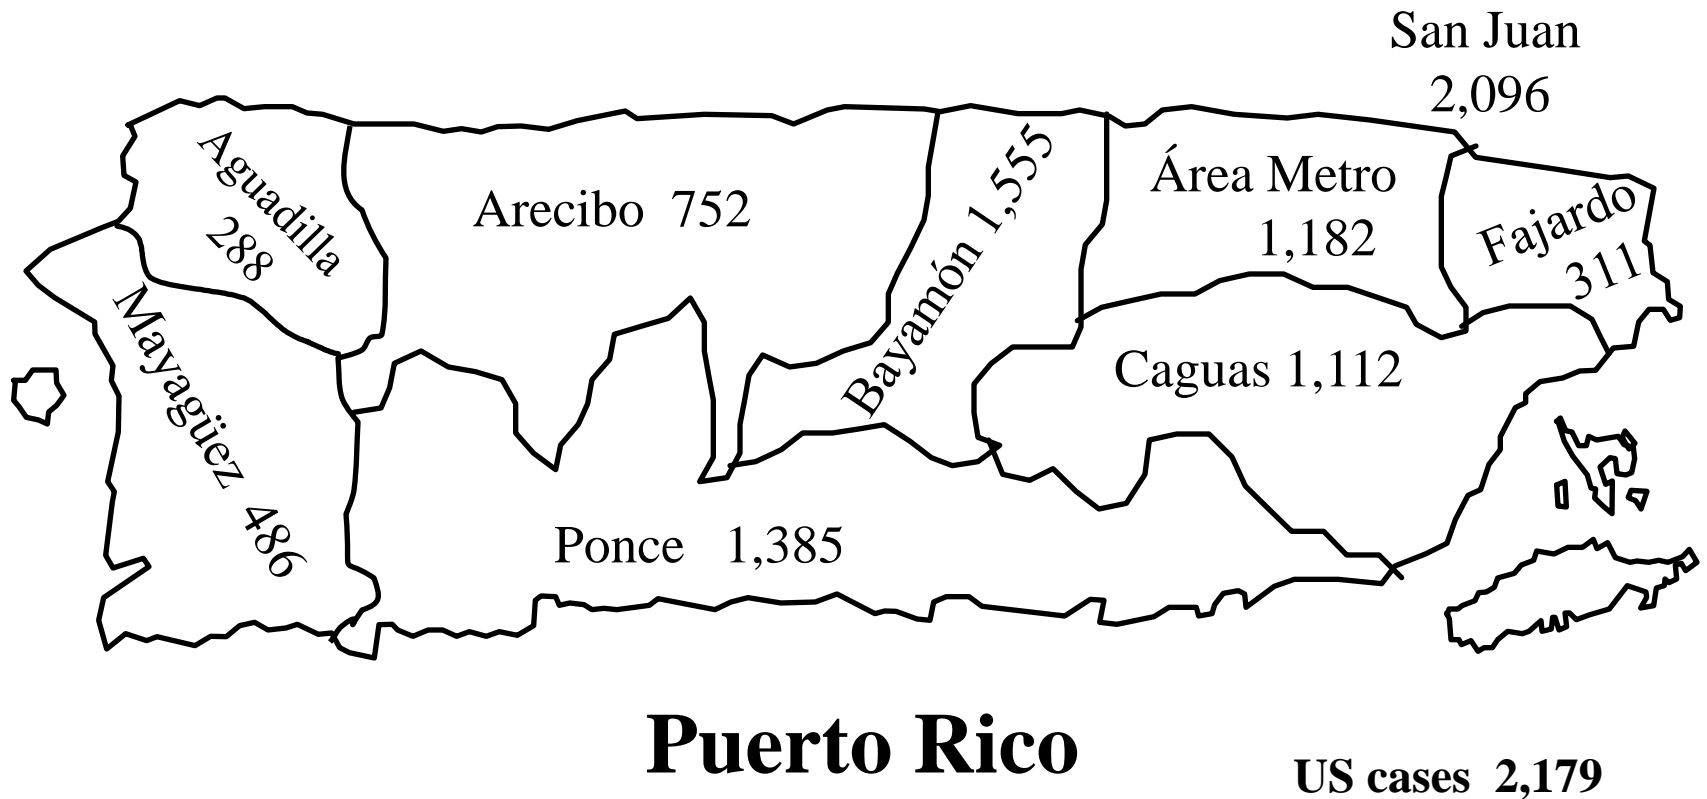 San Juan
2,096
Aguadilla
288
Arecibo 752
Bayamón 1,555
Área Metro
1,182
Fajardo
311
Mayagüez 486
Caguas 1,112
Ponce 1,385
Puerto Rico
US cases 2,179